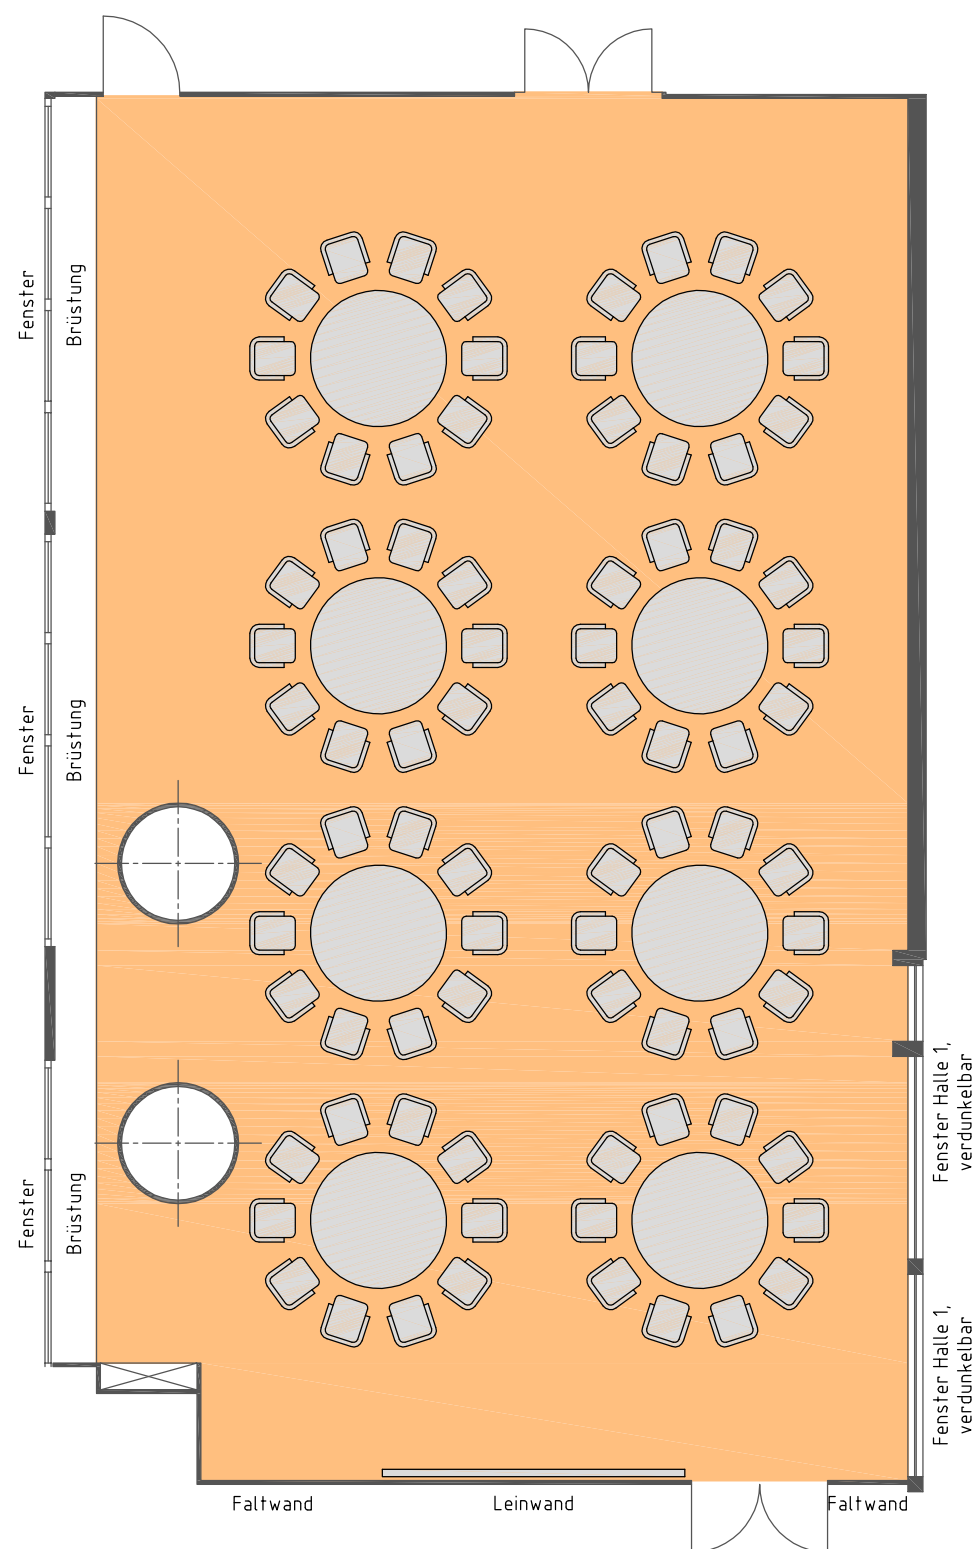 Fenster
Brüstung
Fenster
Brüstung
Fenster
Brüstung
Fenster Halle 1,
verdunkelbar
Fenster Halle 1,
verdunkelbar
Faltwand
Leinwand
Faltwand